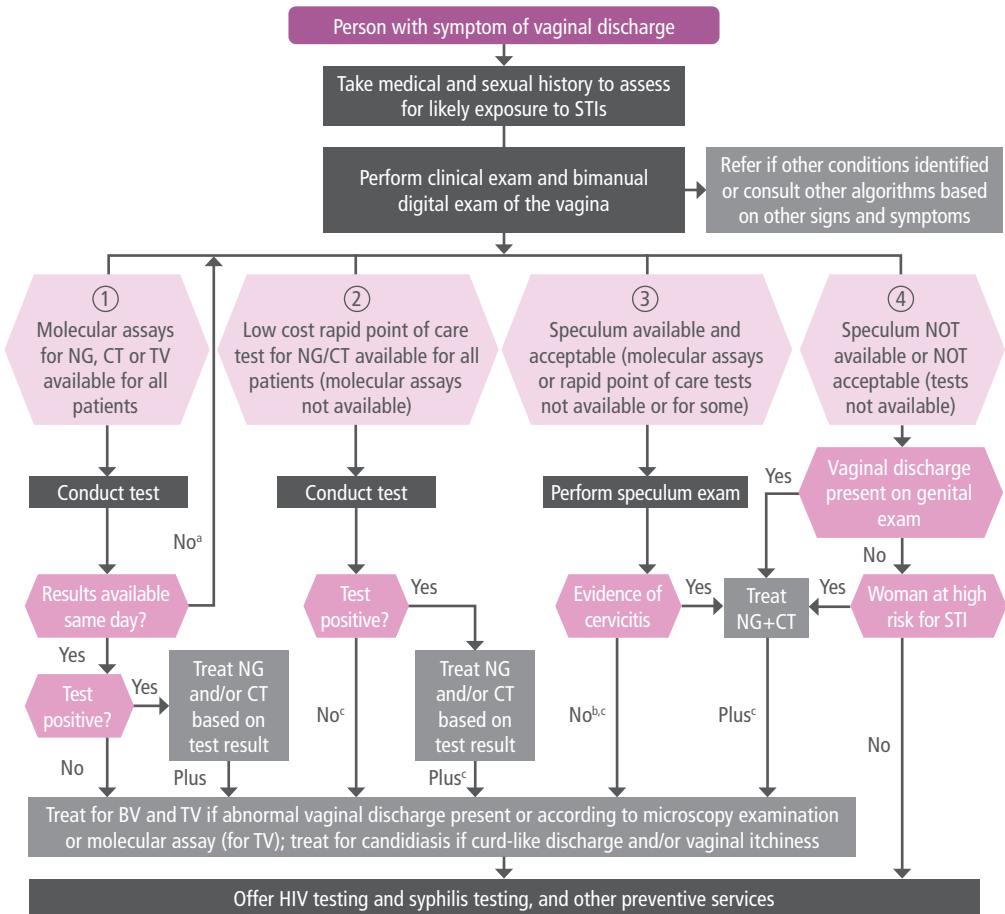 Person with symptom of vaginal discharge
Take medical and sexual history to assess
for likely exposure to STIs
Perform clinical exam and bimanual
digital exam of the vagina
Refer if other conditions identified
or consult other algorithms based
on other signs and symptoms
1
Molecular assays
for NG, CT or TV
available for all
patients
2
Low cost rapid point of care
test for NG/CT available for all
patients (molecular assays
not available)
3
Speculum available and
acceptable (molecular assays
or rapid point of care tests
not available or for some)
4
Speculum NOT
available or NOT
acceptable (tests
not available)
Conduct test
Conduct test
Perform speculum exam
Yes
Vaginal discharge
present on genital
exam
Noᵃ
No
Results available
same day?
Test
positive?
Yes
Evidence of
cervicitis
Yes
Treat
NG+CT
Yes
Woman at high
risk for STI
Yes
Test
positive?
Yes
Treat NG
and/or CT
based on
test result
Noᶜ
Treat NG
and/or CT
based on
test result
Noᵇ,ᶜ
Plusᶜ
No
No
Plus
Plusᶜ
Treat for BV and TV if abnormal vaginal discharge present or according to microscopy examination
or molecular assay (for TV); treat for candidiasis if curd-like discharge and/or vaginal itchiness
Offer HIV testing and syphilis testing, and other preventive services